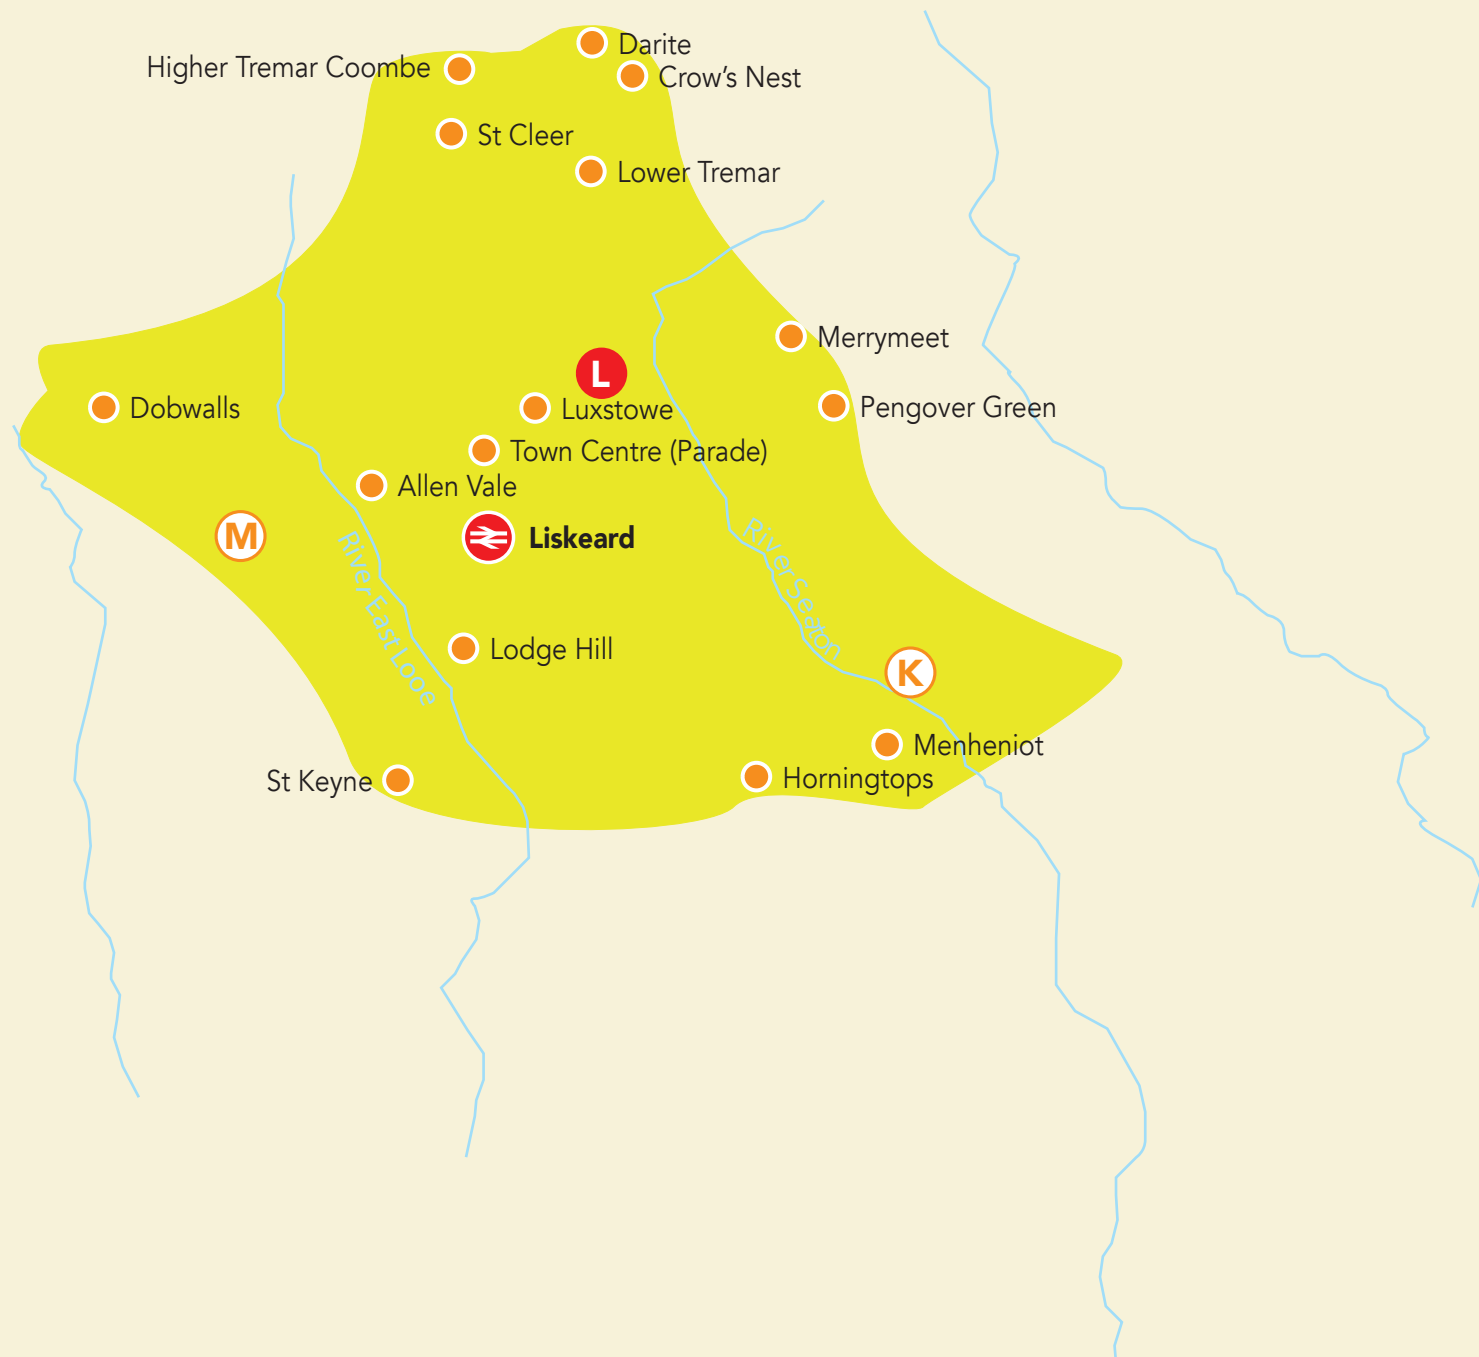 Darite
Higher Tremar Coombe
Crow's Nest
St Cleer
Lower Tremar
Merrymeet
L
Dobwalls
Luxstowe
Pengover Green
Town Centre (Parade)
Allen Vale
M
Liskeard
River East Looe
River Seaton
Lodge Hill
K
Menheniot
St Keyne
Horningtops